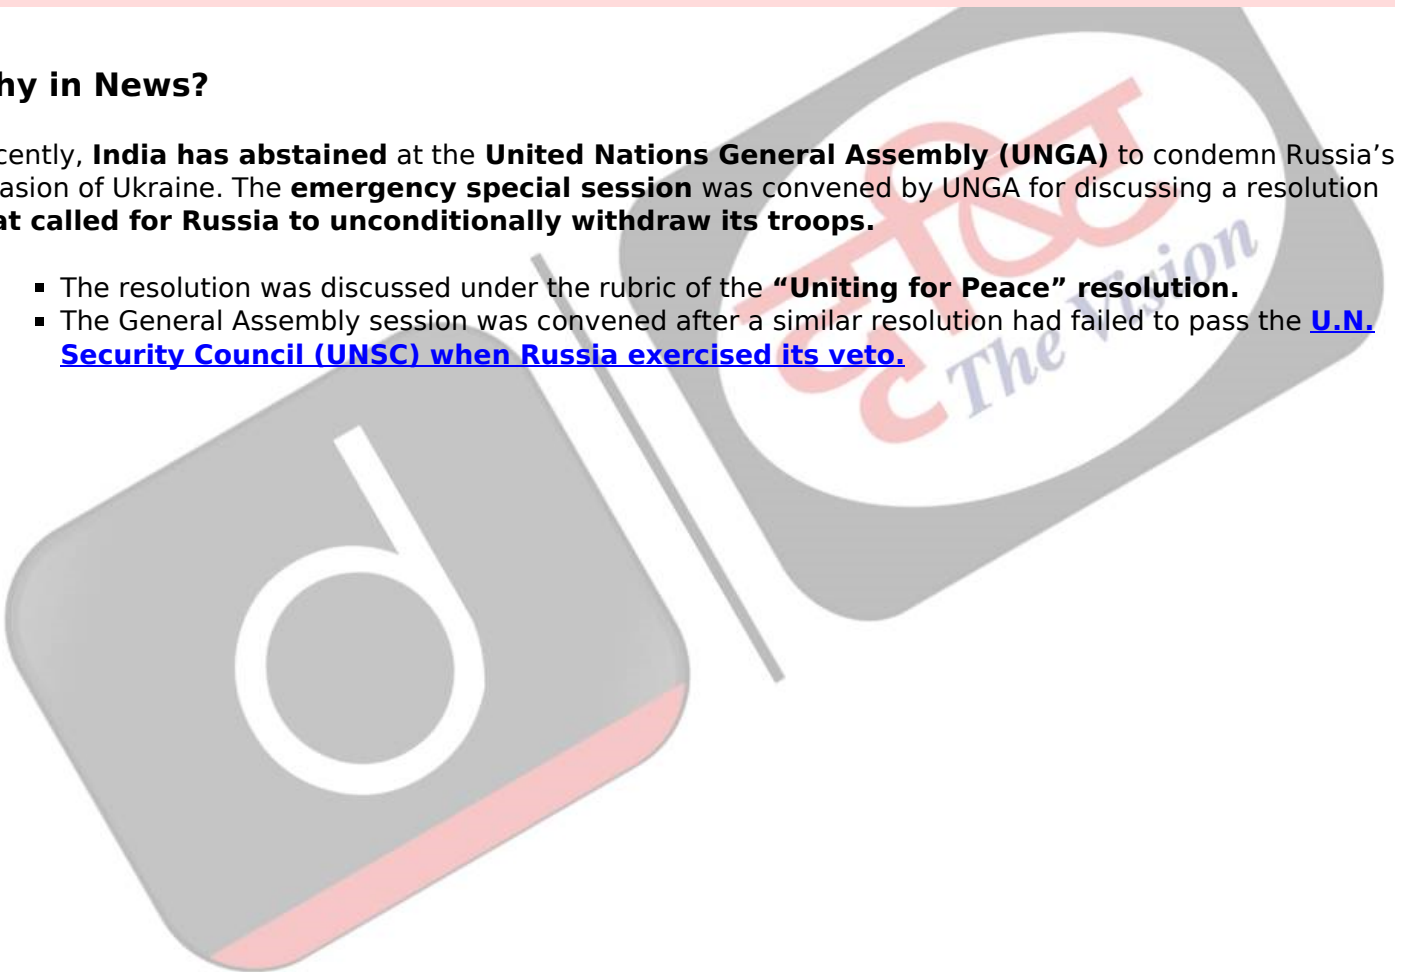 hy in News?
cently, India has abstained at the United Nations General Assembly (UNGA) to condemn Russia’s
asion of Ukraine. The emergency special session was convened by UNGA for discussing a resolution
at called for Russia to unconditionally withdraw its troops.
▪ The resolution was discussed under the rubric of the “Uniting for Peace” resolution.
▪ The General Assembly session was convened after a similar resolution had failed to pass the U.N.
Security Council (UNSC) when Russia exercised its veto.
दृष्टि
The Vision
d